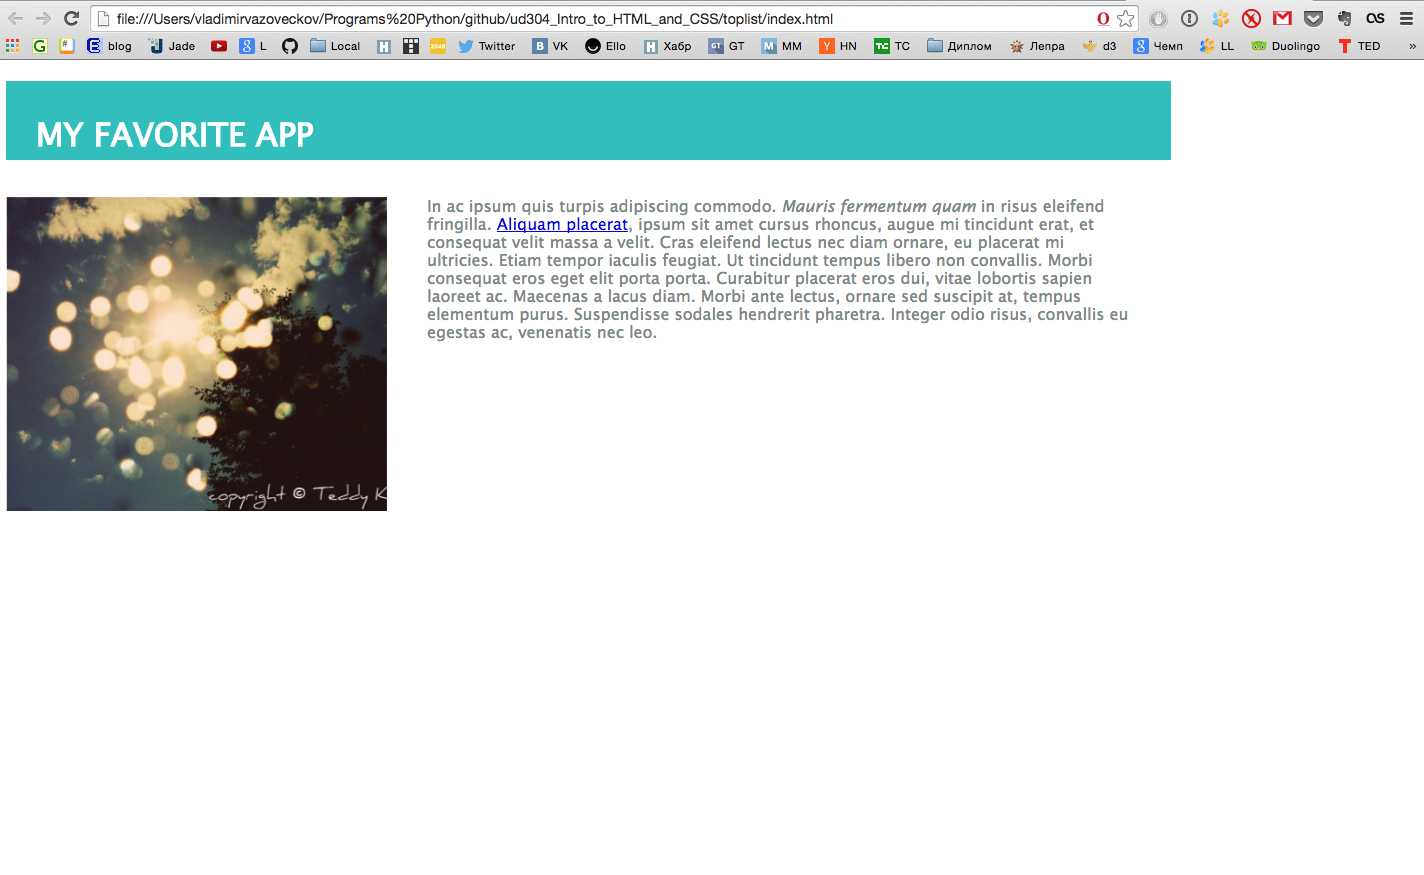 file:///Users/vladimirvazoveckov/Programs%20Python/github/ud304_Intro_to_HTML_and_CSS/toplist/index.html
blog Jade L Local 2048 Twitter VK Ello Хабр GT GT M MM Y HN TC TC Диплом Лепра d3 Чемп LL Duolingo TED »
MY FAVORITE APP
In ac ipsum quis turpis adipiscing commodo. Mauris fermentum quam in risus eleifend
fringilla. Aliquam placerat, ipsum sit amet cursus rhoncus, augue mi tincidunt erat, et
consequat velit massa a velit. Cras eleifend lectus nec diam ornare, eu placerat mi
ultricies. Etiam tempor iaculis feugiat. Ut tincidunt tempus libero non convallis. Morbi
consequat eros eget elit porta porta. Curabitur placerat eros dui, vitae lobortis sapien
laoreet ac. Maecenas a lacus diam. Morbi ante lectus, ornare sed suscipit at, tempus
elementum purus. Suspendisse sodales hendrerit pharetra. Integer odio risus, convallis eu
egestas ac, venenatis nec leo.
copyright © Teddy K